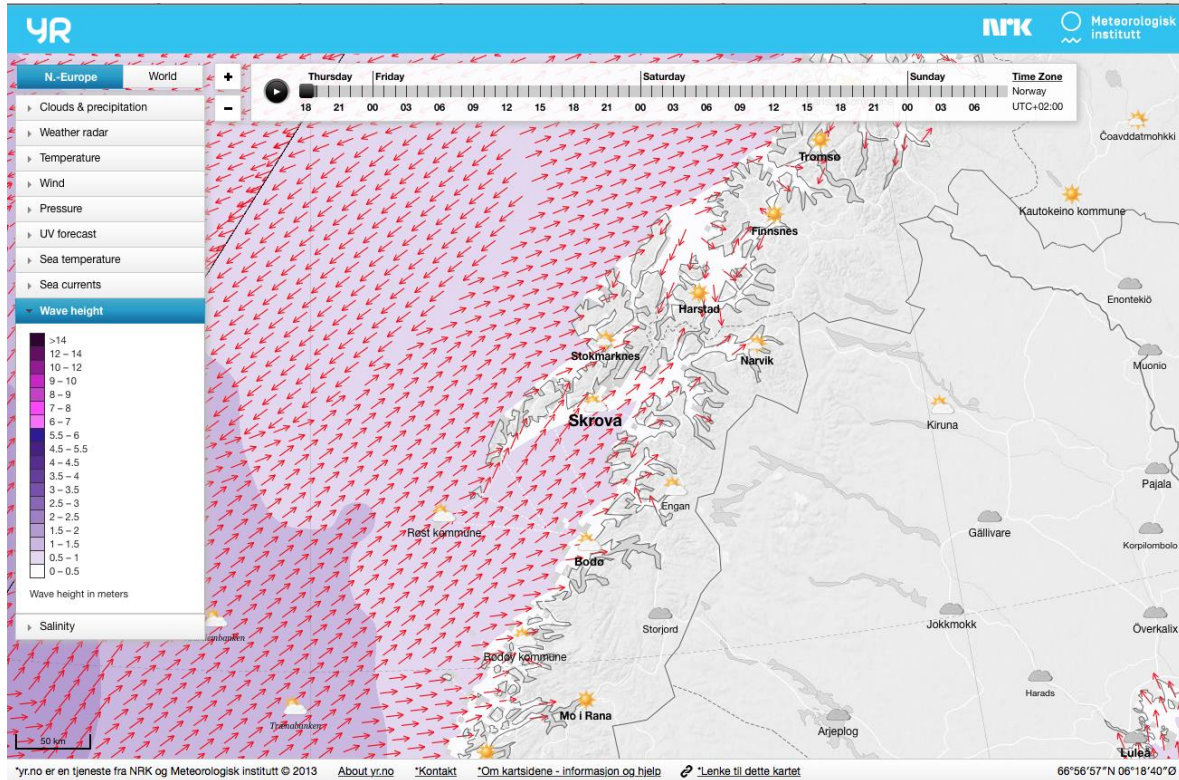 YR
NRK
Meteorologisk
institutt
N.-Europe World
+
−
Thursday Friday Saturday Sunday Time Zone
Norway
18 21 00 03 06 09 12 15 18 21 00 03 06 09 12 15 18 21 00 03 06 UTC+02:00
Clouds & precipitation
Weather radar
Temperature
Wind
Pressure
UV forecast
Sea temperature
Sea currents
Wave height
>14
12 – 14
10 – 12
9 – 10
8 – 9
7 – 8
6 – 7
5.5 – 6
4.5 – 5.5
4 – 4.5
3.5 – 4
3 – 3.5
2.5 – 3
2 – 2.5
1.5 – 2
1 – 1.5
0.5 – 1
0 – 0.5
Wave height in meters
Salinity
Čoavddatmohkki
Tromsø
Kautokeino kommune
Finnsnes
Enontekiö
Harstad
Stokmarknes
Narvik
Muonio
Skrova
Kiruna
Pajala
Engan
Røst kommune
Gällivare
Korpilombolo
Bodø
Storjord
Jokkmokk
Överkalix
Rødøy kommune
Harads
Mo i Rana
Trænabanken
Arjeplog
Luleå
50 km
*yr.no er en tjeneste fra NRK og Meteorologisk institutt © 2013 About yr.no *Kontakt *Om kartsidene - informasjon og hjelp *Lenke til dette kartet 66°56′57″N 06°18′40″Ø